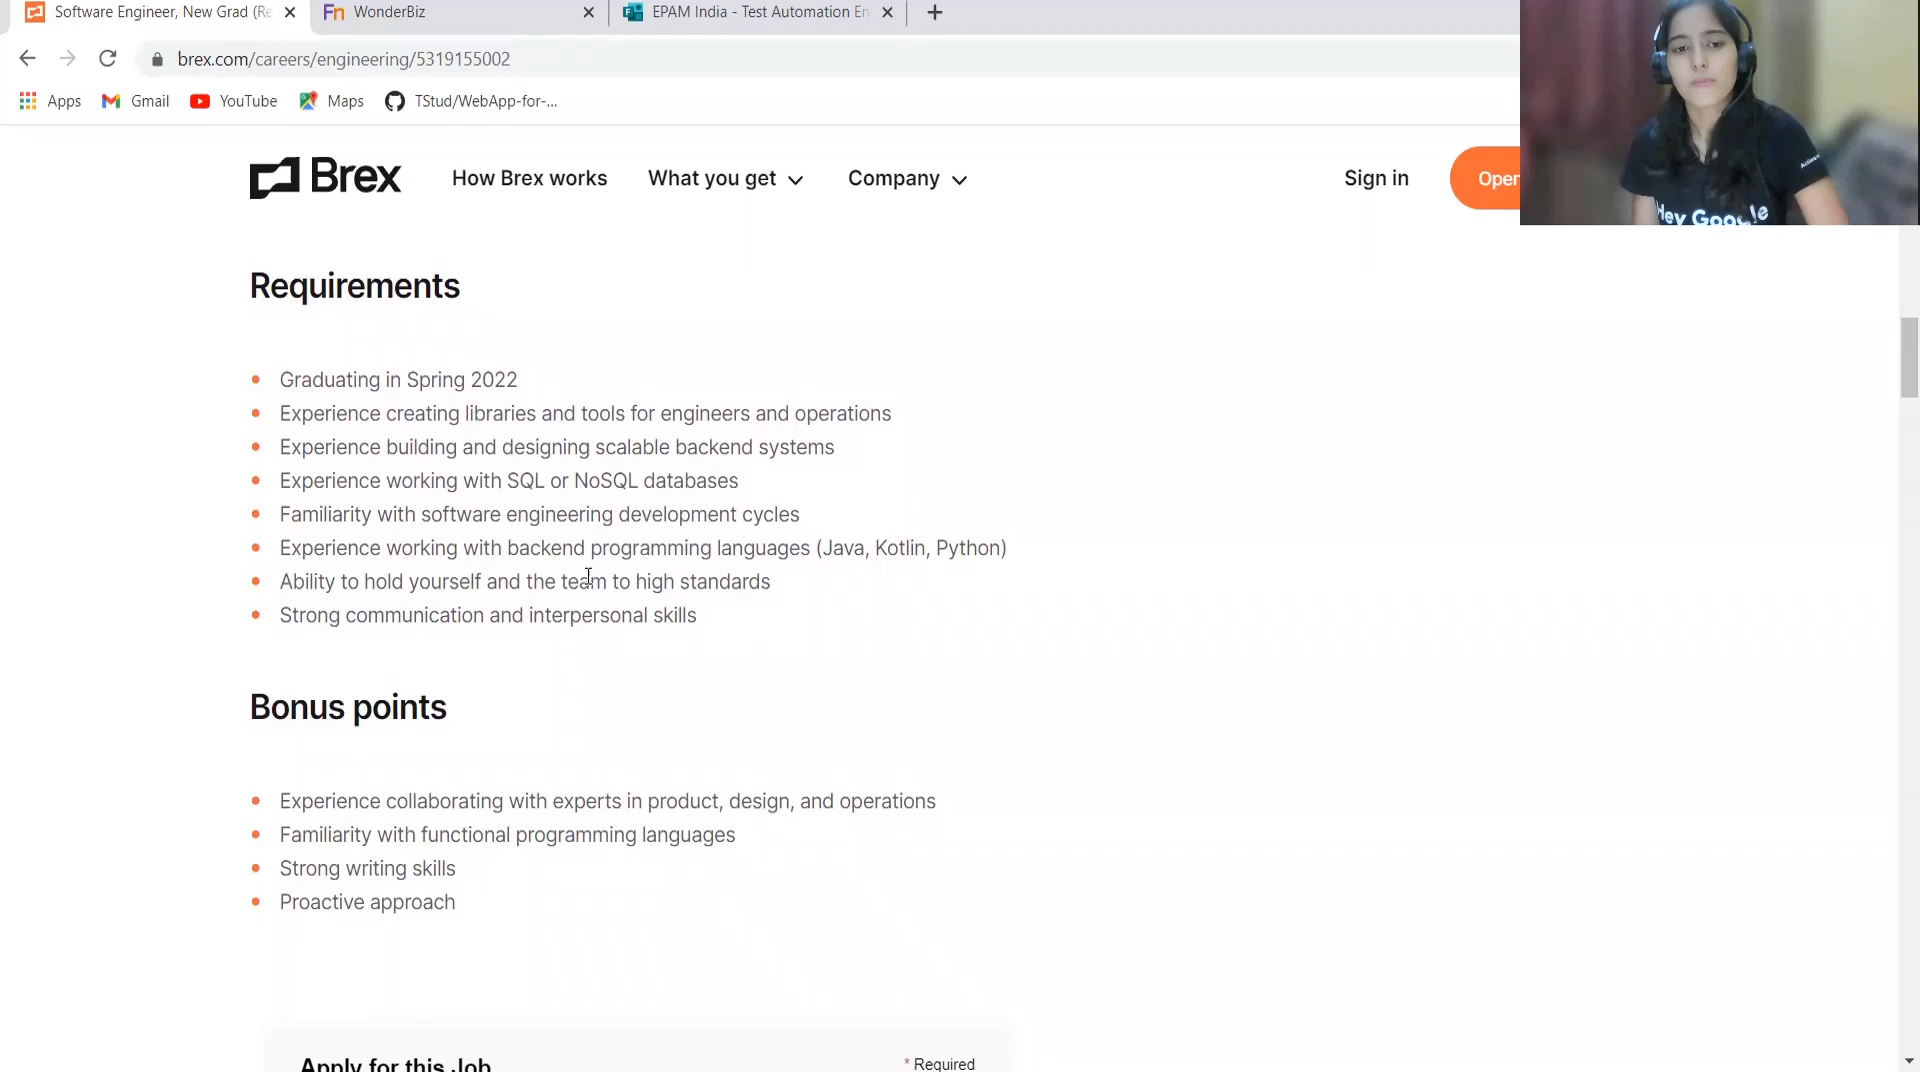 Software Engineer, New Grad (Re
WonderBiz
EPAM India - Test Automation En
brex.com/careers/engineering/5319155002
Apps
Gmail
YouTube
Maps
TStud/WebApp-for-...
Brex
How Brex works
What you get
Company
Sign in
Open
Hey Google
Requirements
Graduating in Spring 2022
Experience creating libraries and tools for engineers and operations
Experience building and designing scalable backend systems
Experience working with SQL or NoSQL databases
Familiarity with software engineering development cycles
Experience working with backend programming languages (Java, Kotlin, Python)
Ability to hold yourself and the team to high standards
Strong communication and interpersonal skills
Bonus points
Experience collaborating with experts in product, design, and operations
Familiarity with functional programming languages
Strong writing skills
Proactive approach
Apply for this Job
* Required